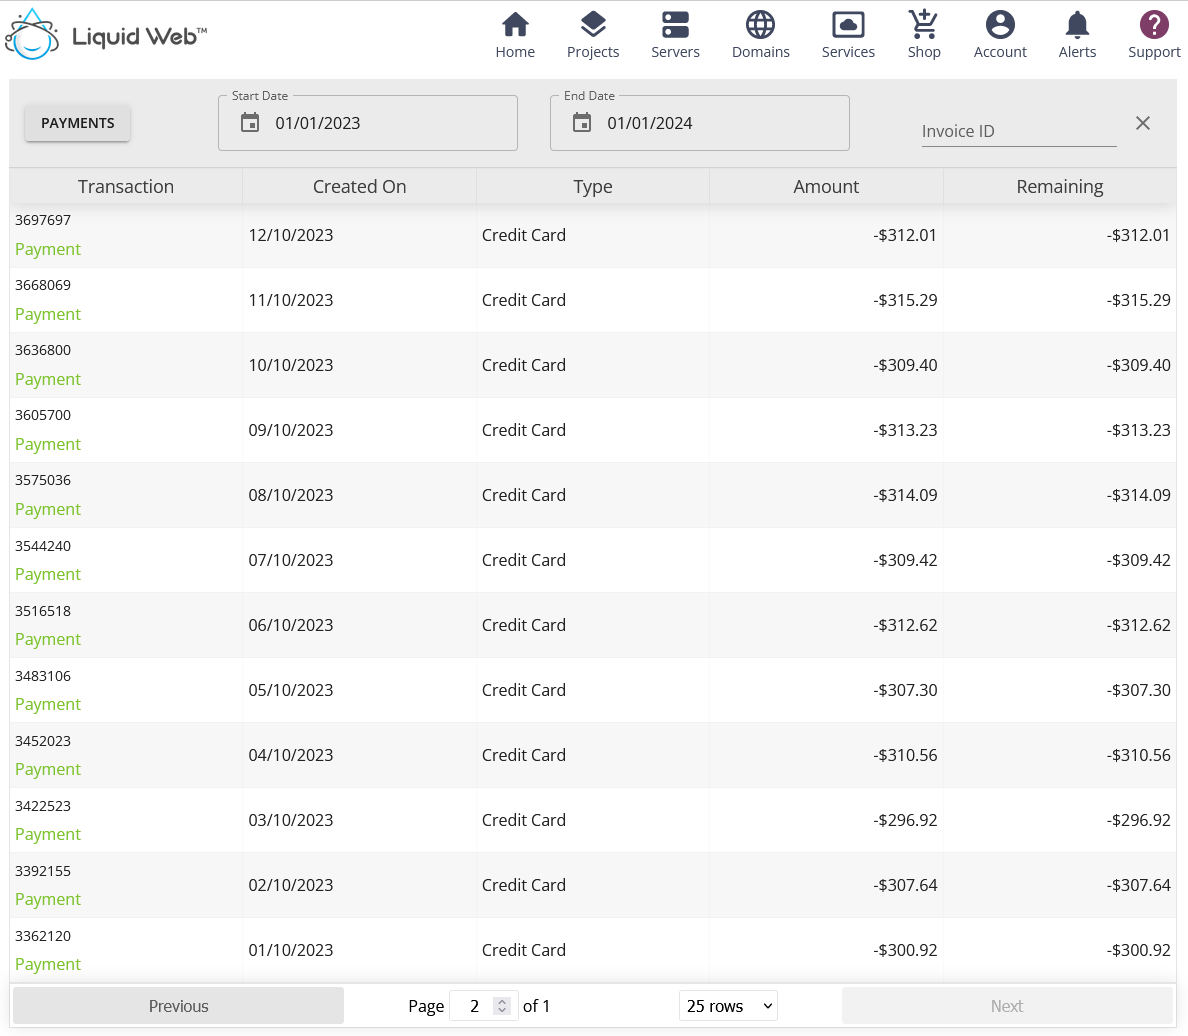 Liquid Web™
Home Projects Servers Domains Services Shop Account Alerts Support
PAYMENTS
Start Date
01/01/2023
End Date
01/01/2024
Invoice ID
Transaction Created On Type Amount Remaining
3697697
Payment 12/10/2023 Credit Card -$312.01 -$312.01
3668069
Payment 11/10/2023 Credit Card -$315.29 -$315.29
3636800
Payment 10/10/2023 Credit Card -$309.40 -$309.40
3605700
Payment 09/10/2023 Credit Card -$313.23 -$313.23
3575036
Payment 08/10/2023 Credit Card -$314.09 -$314.09
3544240
Payment 07/10/2023 Credit Card -$309.42 -$309.42
3516518
Payment 06/10/2023 Credit Card -$312.62 -$312.62
3483106
Payment 05/10/2023 Credit Card -$307.30 -$307.30
3452023
Payment 04/10/2023 Credit Card -$310.56 -$310.56
3422523
Payment 03/10/2023 Credit Card -$296.92 -$296.92
3392155
Payment 02/10/2023 Credit Card -$307.64 -$307.64
3362120
Payment 01/10/2023 Credit Card -$300.92 -$300.92
Previous Page 2 of 1 25 rows Next